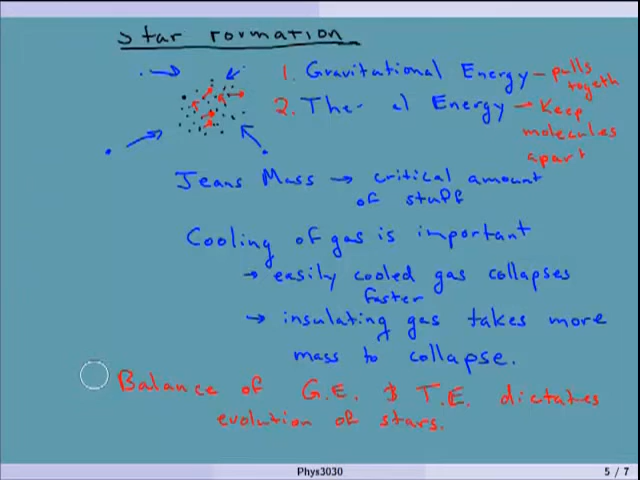 star Formation
1. Gravitational Energy – pulls togeth
2. The al Energy → Keep molecules apart
Jeans Mass → critical amount
of stuff
Cooling of gas is important
→ easily cooled gas collapses
faster
→ insulating gas takes more
mass to collapse.
Balance of G.E. & T.E. dictates
evolution of stars.
Phys3030
5 / 7